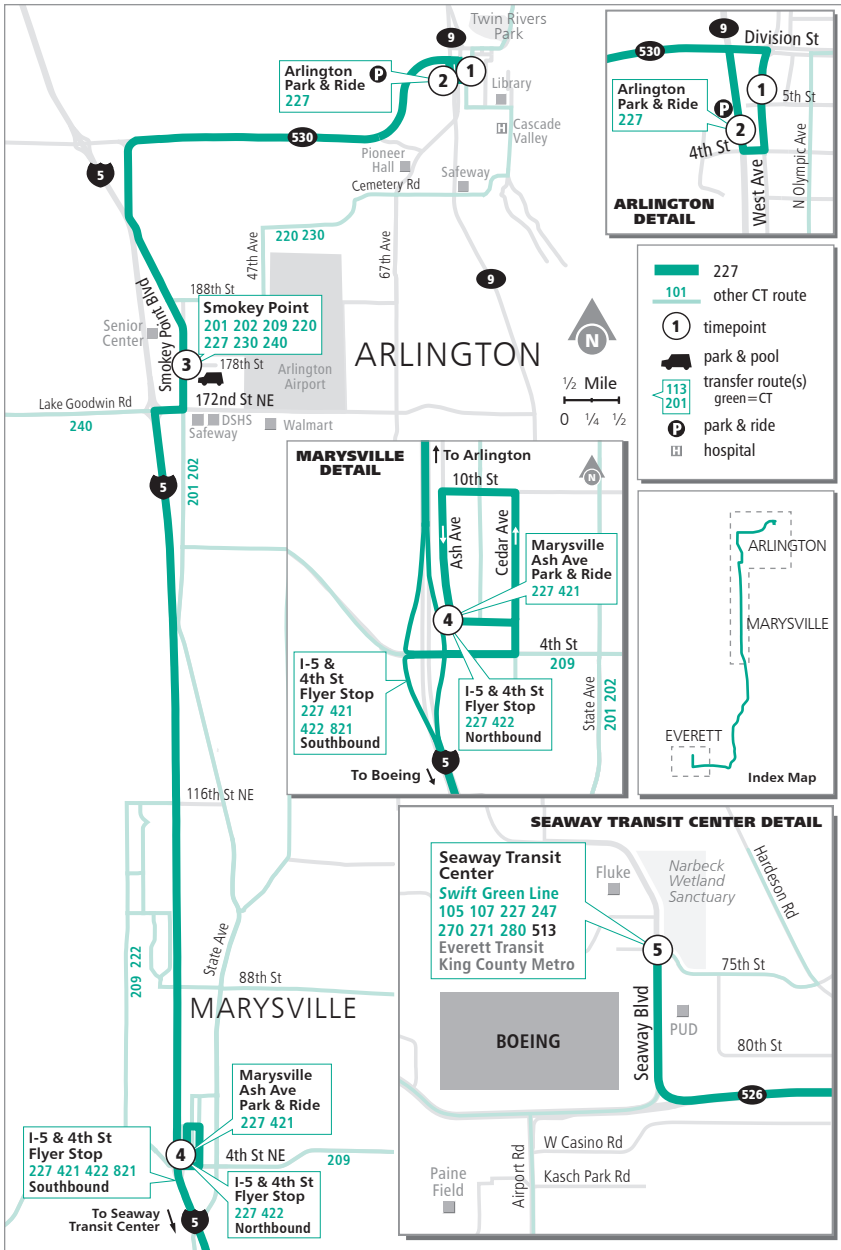 Twin Rivers
Park
9
Arlington
Park & Ride
227
P
2
1
Library
530
H
Cascade
Valley
Pioneer
Hall
Safeway
Cemetery Rd
5
220 230
47th Ave
67th Ave
9
188th St
Smokey Point Blvd
Senior
Center
Smokey Point
201 202 209 220
227 230 240
3
178th St
Arlington
Airport
ARLINGTON
N
½ Mile
0 ¼ ½
Lake Goodwin Rd
240
172nd St NE
DSHS
Safeway
Walmart
201 202
5
116th St NE
State Ave
209 222
88th St
MARYSVILLE
Marysville
Ash Ave
Park & Ride
227 421
I-5 & 4th St
Flyer Stop
227 421 422 821
Southbound
4
4th St NE
209
I-5 & 4th St
Flyer Stop
227 422
Northbound
To Seaway
Transit Center
5
9
Division St
530
Arlington
Park & Ride
227
P
1
5th St
2
4th St
West Ave
N Olympic Ave
ARLINGTON
DETAIL
227
101
other CT route
1
timepoint
park & pool
113
201
transfer route(s)
green=CT
P
park & ride
H
hospital
MARYSVILLE
DETAIL
To Arlington
N
10th St
Ash Ave
Cedar Ave
Marysville
Ash Ave
Park & Ride
227 421
4
4th St
209
I-5 &
4th St
Flyer Stop
227 421
422 821
Southbound
I-5 & 4th St
Flyer Stop
227 422
Northbound
State Ave
201 202
5
To Boeing
ARLINGTON
MARYSVILLE
EVERETT
Index Map
SEAWAY TRANSIT CENTER DETAIL
Seaway Transit
Center
Swift Green Line
105 107 227 247
270 271 280 513
Everett Transit
King County Metro
Fluke
Narbeck
Wetland
Sanctuary
Hardeson Rd
5
75th St
Seaway Blvd
PUD
BOEING
80th St
526
Airport Rd
W Casino Rd
Kasch Park Rd
Paine
Field